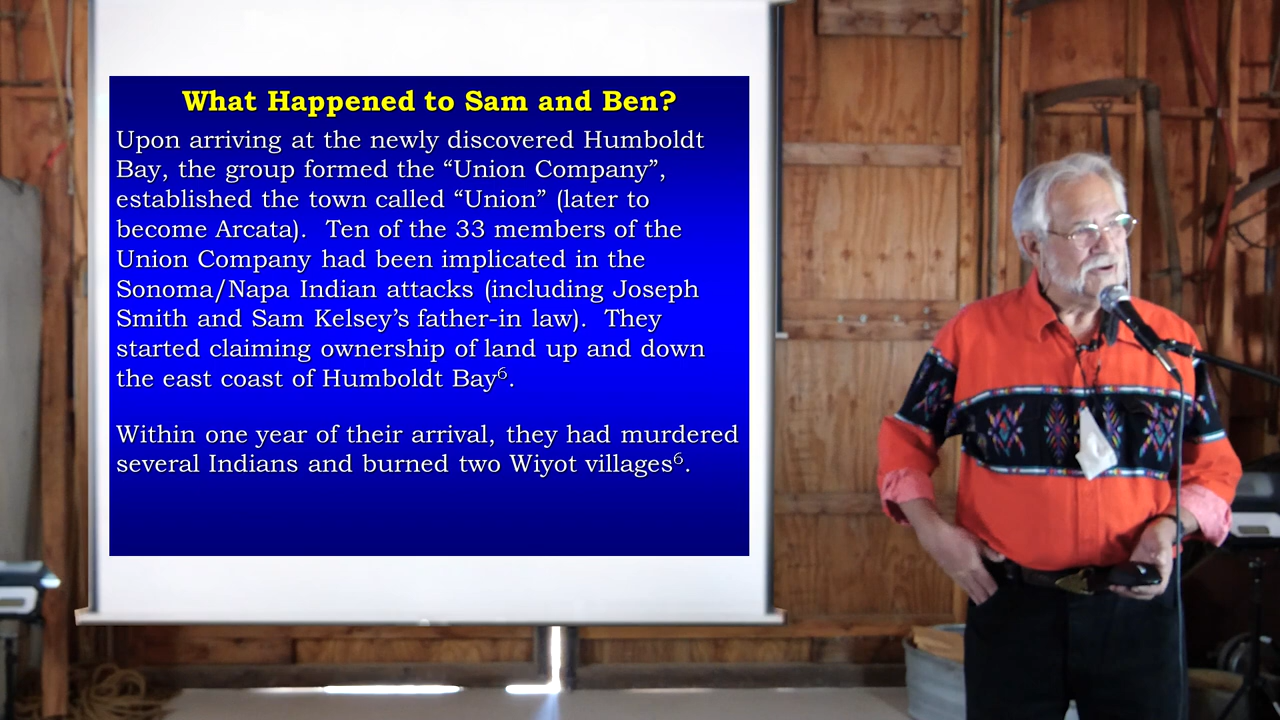 What Happened to Sam and Ben?
Upon arriving at the newly discovered Humboldt
Bay, the group formed the “Union Company”,
established the town called “Union” (later to
become Arcata).  Ten of the 33 members of the
Union Company had been implicated in the
Sonoma/Napa Indian attacks (including Joseph
Smith and Sam Kelsey’s father-in law).  They
started claiming ownership of land up and down
the east coast of Humboldt Bay⁶.
Within one year of their arrival, they had murdered
several Indians and burned two Wiyot villages⁶.